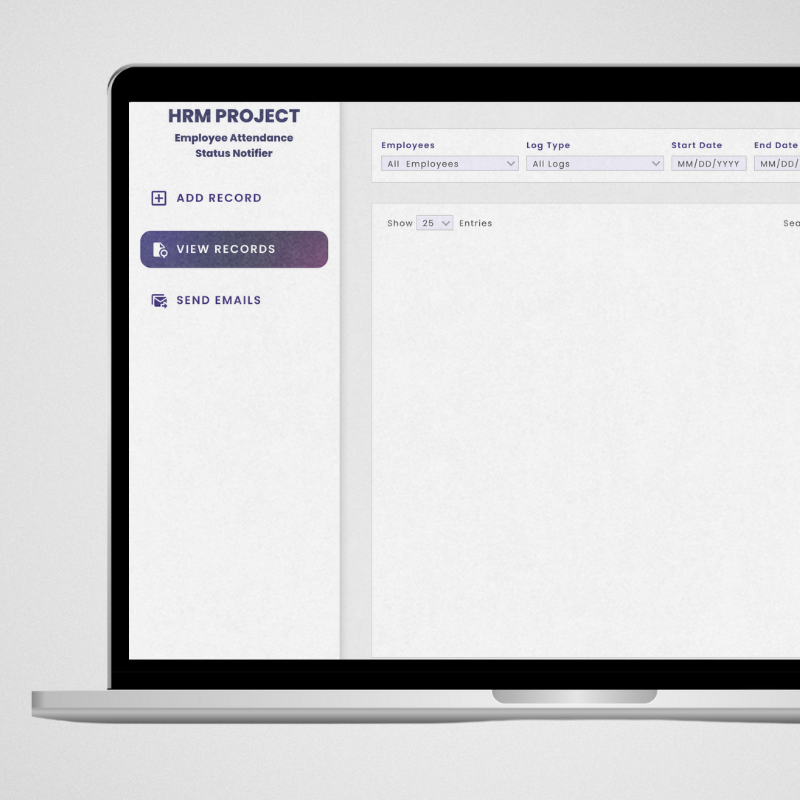 HRM PROJECT
Employee Attendance
Status Notifier
ADD RECORD
VIEW RECORDS
SEND EMAILS
Employees
Log Type
Start Date
End Date
All Employees
All Logs
MM/DD/YYYY
MM/DD/
Show 25 Entries
Sea